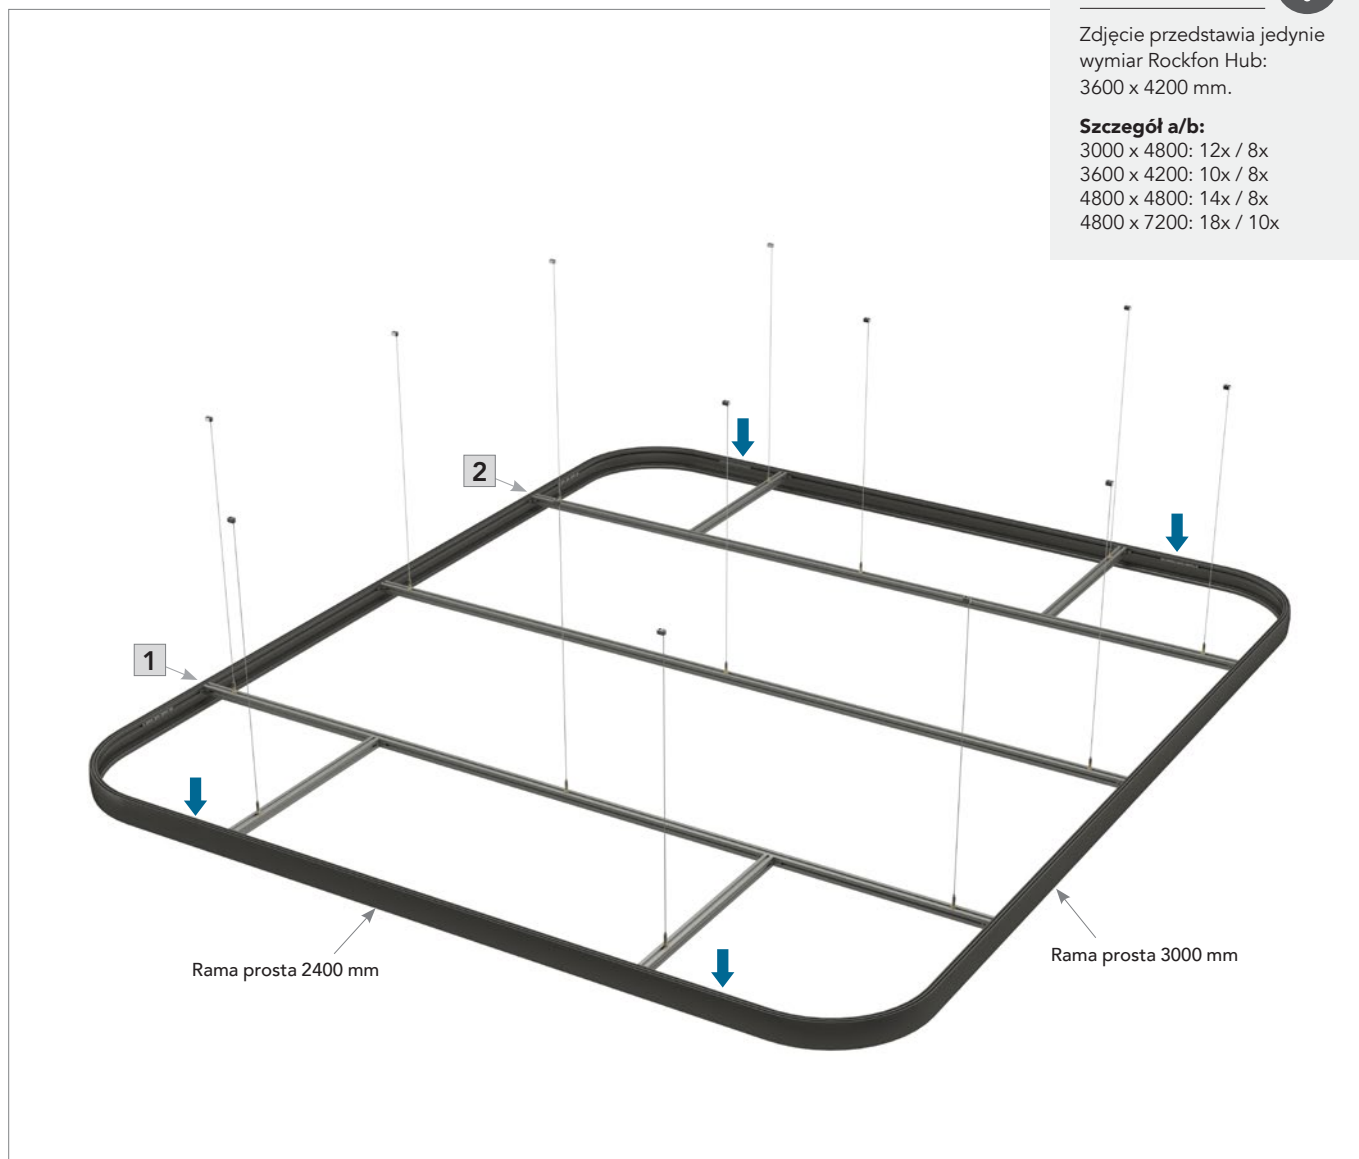 Zdjęcie przedstawia jedynie
wymiar Rockfon Hub:
3600 x 4200 mm.
Szczegół a/b:
3000 x 4800: 12x / 8x
3600 x 4200: 10x / 8x
4800 x 4800: 14x / 8x
4800 x 7200: 18x / 10x
2
1
Rama prosta 2400 mm
Rama prosta 3000 mm